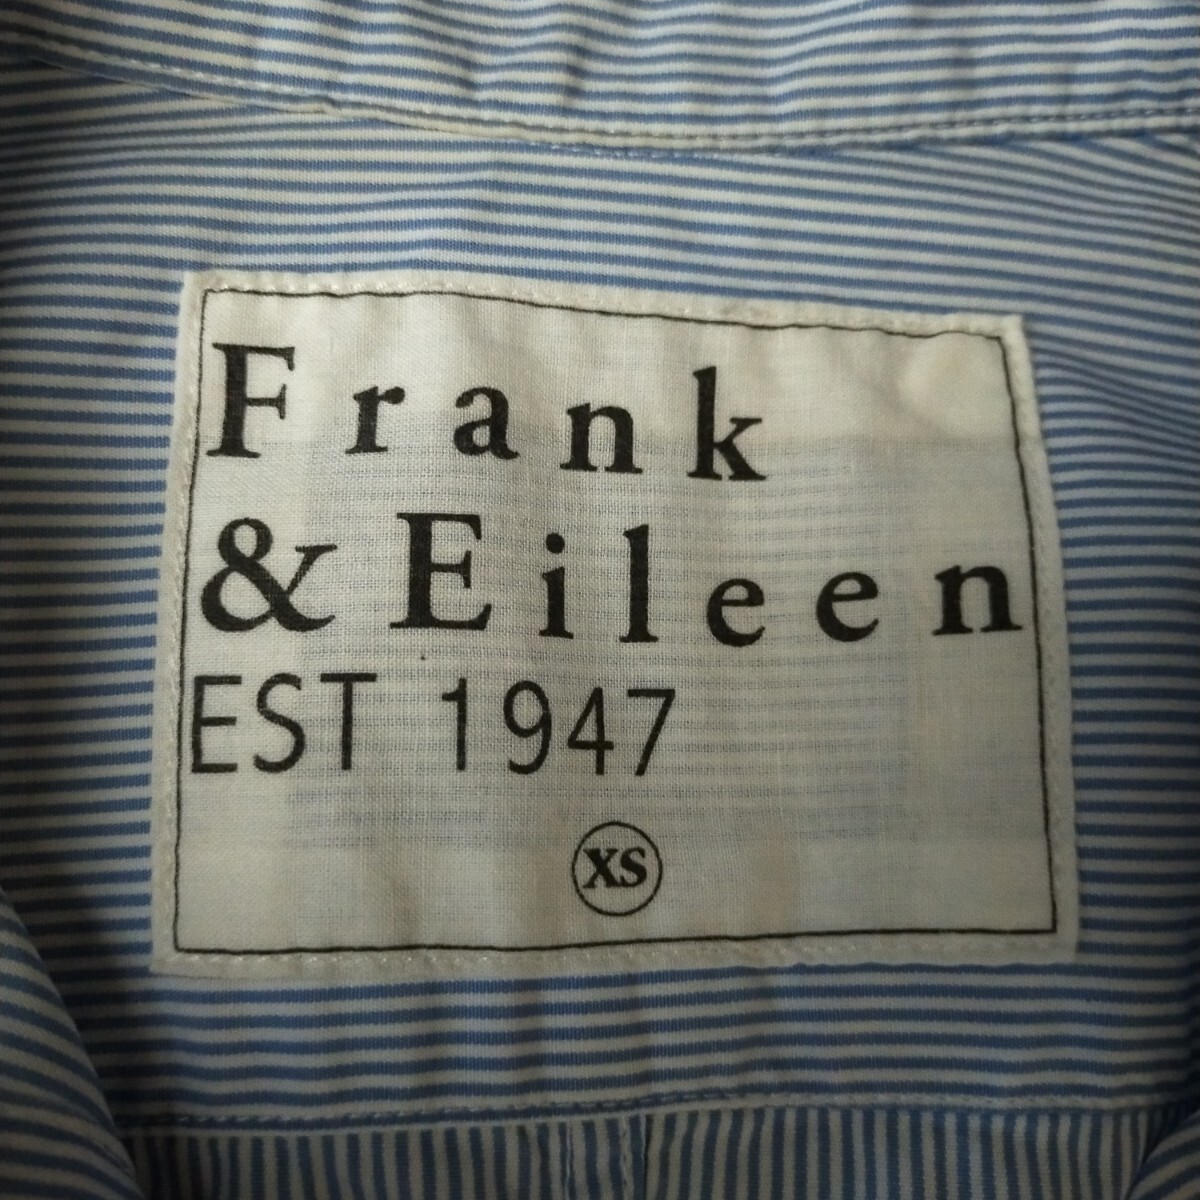 Frank
& Eileen
EST 1947
XS